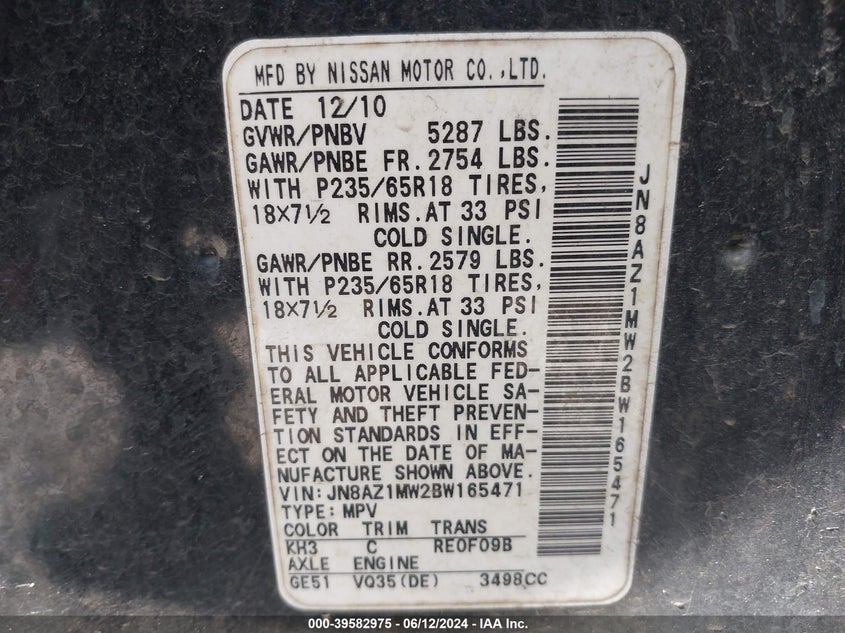 MFD BY NISSAN MOTOR CO.,LTD.
DATE 12/10
GVWR/PNBV 5287 LBS.
GAWR/PNBE FR. 2754 LBS.
WITH P235/65R18 TIRES,
18×7½ RIMS. AT 33 PSI
COLD SINGLE.
GAWR/PNBE RR. 2579 LBS.
WITH P235/65R18 TIRES,
18×7½ RIMS. AT 33 PSI
COLD SINGLE.
THIS VEHICLE CONFORMS
TO ALL APPLICABLE FED-
ERAL MOTOR VEHICLE SA-
FETY AND THEFT PREVEN-
TION STANDARDS IN EFF-
ECT ON THE DATE OF MA-
NUFACTURE SHOWN ABOVE.
VIN: JN8AZ1MW2BW165471
TYPE: MPV
COLOR TRIM TRANS
KH3 C RE0F09B
AXLE ENGINE
GE51 VQ35(DE) 3498CC
JN8AZ1MW2BW165471
000-39582975 - 06/12/2024 - IAA Inc.